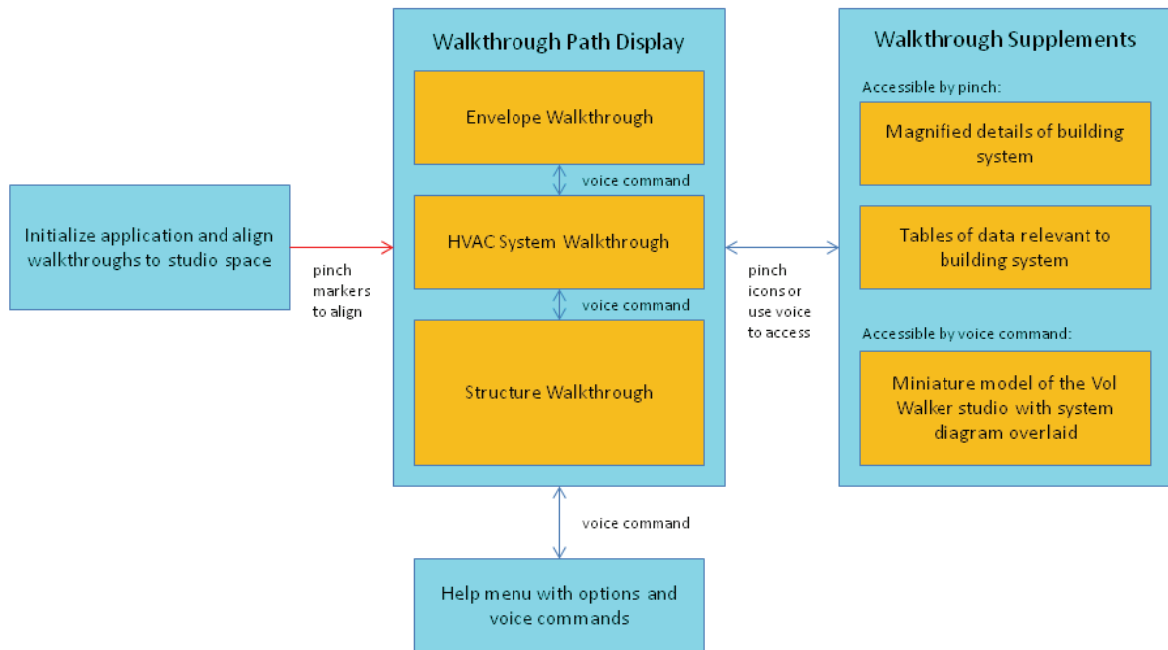 Initialize application and align
walkthroughs to studio space
pinch
markers
to align
Walkthrough Path Display
Envelope Walkthrough
voice command
HVAC System Walkthrough
voice command
Structure Walkthrough
voice command
Help menu with options and
voice commands
pinch
icons or
use voice
to access
Walkthrough Supplements
Accessible by pinch:
Magnified details of building
system
Tables of data relevant to
building system
Accessible by voice command:
Miniature model of the Vol
Walker studio with system
diagram overlaid